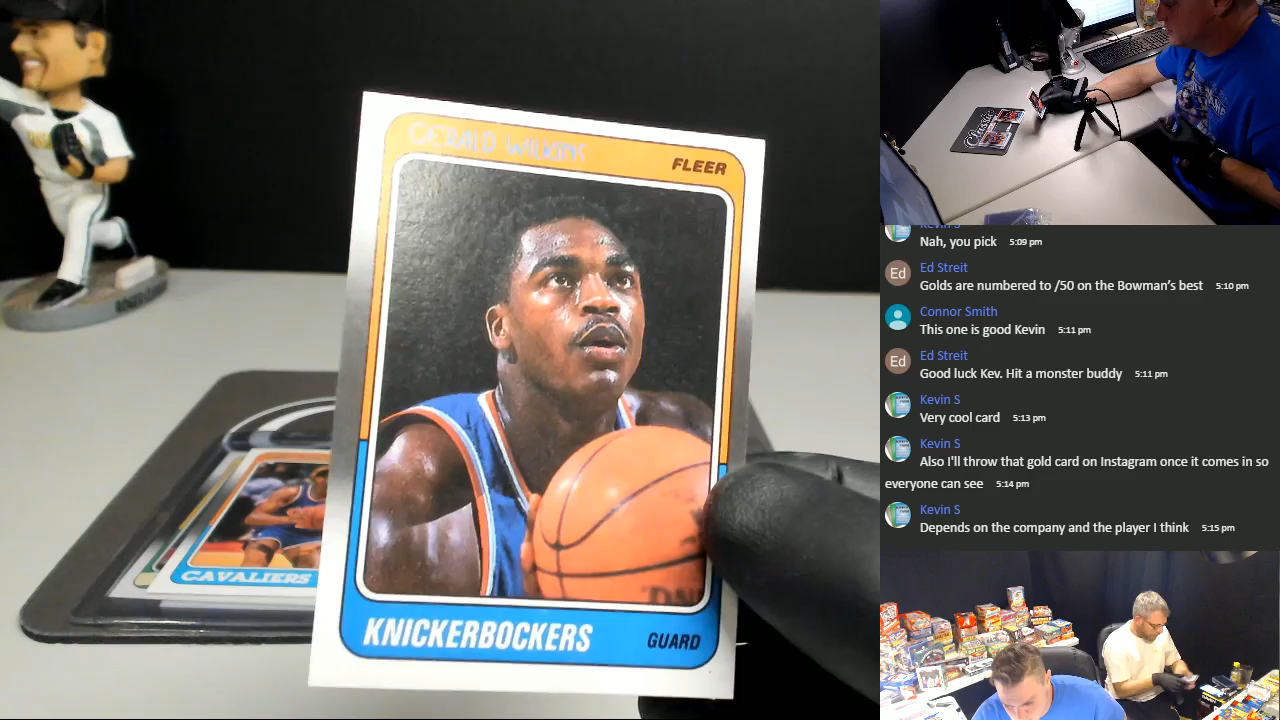 GERALD WILKINS
FLEER
KNICKERBOCKERS
GUARD
CAVALIERS
Classic
Kevin S
Nah, you pick 5:09 pm
Ed
Ed Streit
Golds are numbered to /50 on the Bowman's best 5:10 pm
Connor Smith
This one is good Kevin 5:11 pm
Ed
Ed Streit
Good luck Kev. Hit a monster buddy 5:11 pm
Kevin S
Very cool card 5:13 pm
Kevin S
Also I'll throw that gold card on Instagram once it comes in so
everyone can see 5:14 pm
Kevin S
Depends on the company and the player I think 5:15 pm